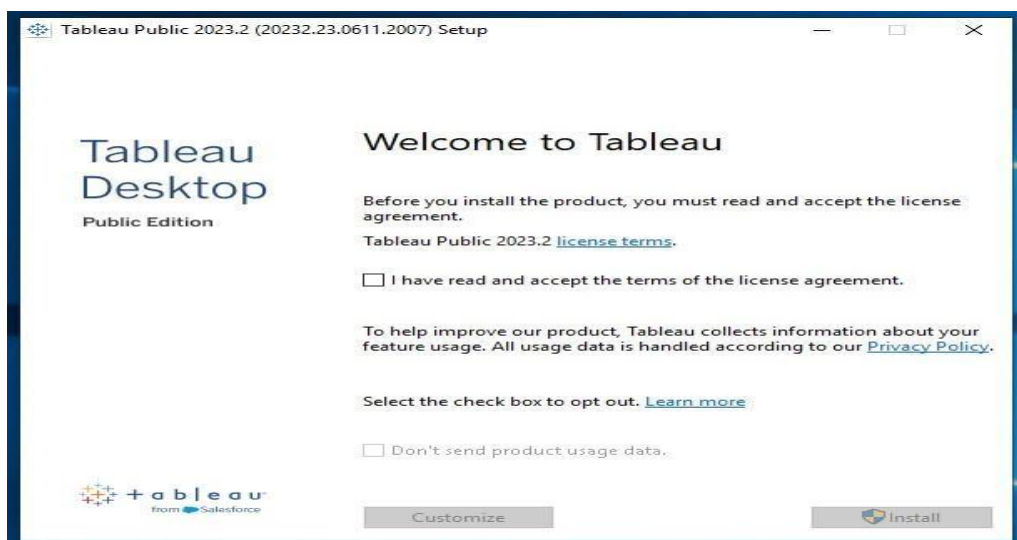 Tableau Public 2023.2 (20232.23.0611.2007) Setup
Tableau
Desktop
Public Edition
Welcome to Tableau
Before you install the product, you must read and accept the license
agreement.
Tableau Public 2023.2 license terms.
I have read and accept the terms of the license agreement.
To help improve our product, Tableau collects information about your
feature usage. All usage data is handled according to our Privacy Policy.
Select the check box to opt out. Learn more
Don't send product usage data.
+ a b l e a u
from Salesforce
Customize
Install